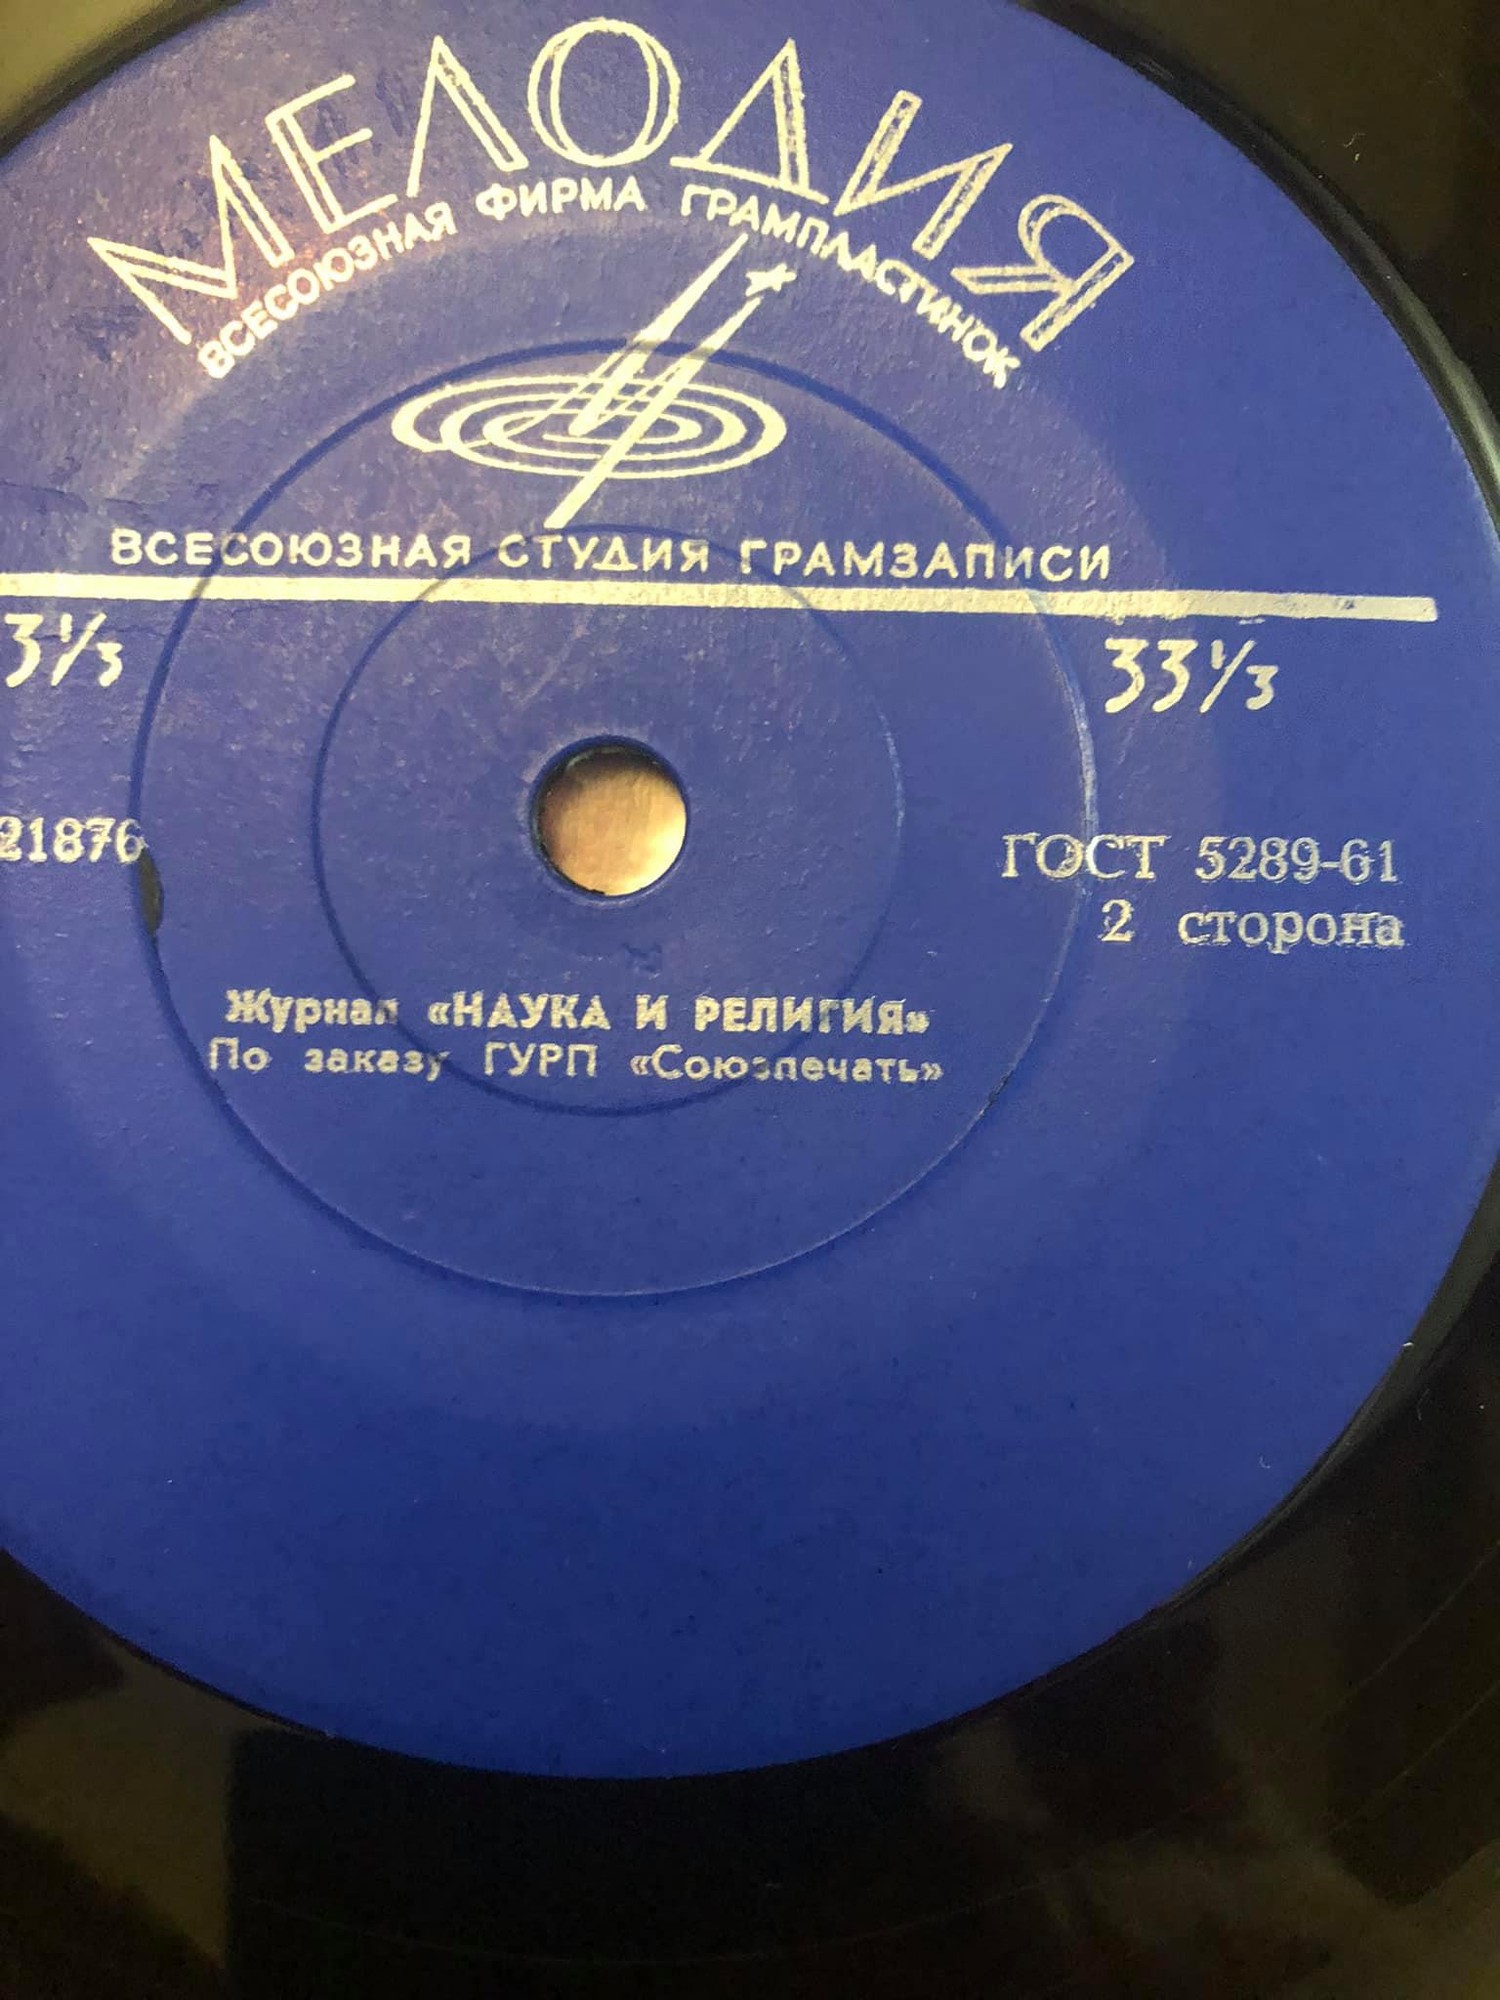 МЕЛОДИЯ
ВСЕСОЮЗНАЯ ФИРМА ГРАМПЛАСТИНОК
ВСЕСОЮЗНАЯ СТУДИЯ ГРАМЗАПИСИ
3⅓ 33⅓
21876 ГОСТ 5289-61
2 сторона
Журнал «НАУКА И РЕЛИГИЯ»
По заказу ГУРП «Союзпечать»